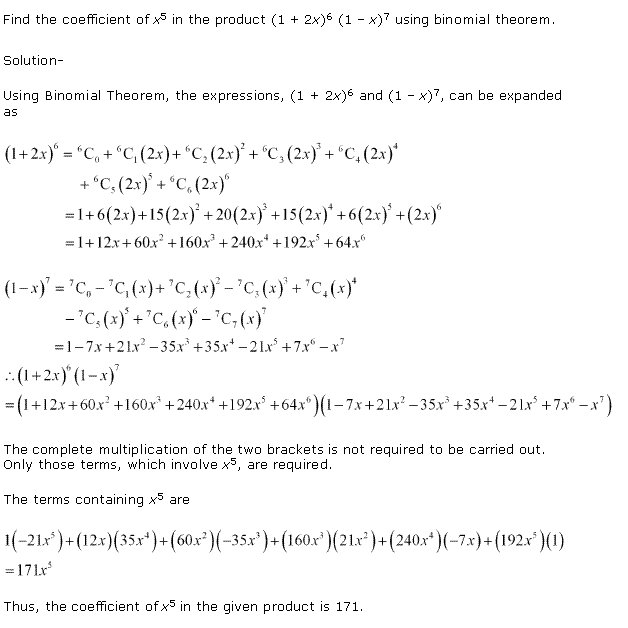 Find the coefficient of x⁵ in the product (1 + 2x)⁶ (1 – x)⁷ using binomial theorem.
Solution-
Using Binomial Theorem, the expressions, (1 + 2x)⁶ and (1 – x)⁷, can be expanded
as
(1+2x)⁶ = ⁶C₀ + ⁶C₁(2x) + ⁶C₂(2x)² + ⁶C₃(2x)³ + ⁶C₄(2x)⁴
+ ⁶C₅(2x)⁵ + ⁶C₆(2x)⁶
= 1+6(2x)+15(2x)²+20(2x)³+15(2x)⁴+6(2x)⁵+(2x)⁶
= 1+12x+60x²+160x³+240x⁴+192x⁵+64x⁶
(1–x)⁷ = ⁷C₀ – ⁷C₁(x) + ⁷C₂(x)² – ⁷C₃(x)³ + ⁷C₄(x)⁴
– ⁷C₅(x)⁵ + ⁷C₆(x)⁶ – ⁷C₇(x)⁷
= 1–7x+21x²–35x³+35x⁴–21x⁵+7x⁶–x⁷
∴ (1+2x)⁶(1–x)⁷
= (1+12x+60x²+160x³+240x⁴+192x⁵+64x⁶)(1–7x+21x²–35x³+35x⁴–21x⁵+7x⁶–x⁷)
The complete multiplication of the two brackets is not required to be carried out.
Only those terms, which involve x⁵, are required.
The terms containing x⁵ are
1(–21x⁵)+(12x)(35x⁴)+(60x²)(–35x³)+(160x³)(21x²)+(240x⁴)(–7x)+(192x⁵)(1)
= 171x⁵
Thus, the coefficient of x⁵ in the given product is 171.